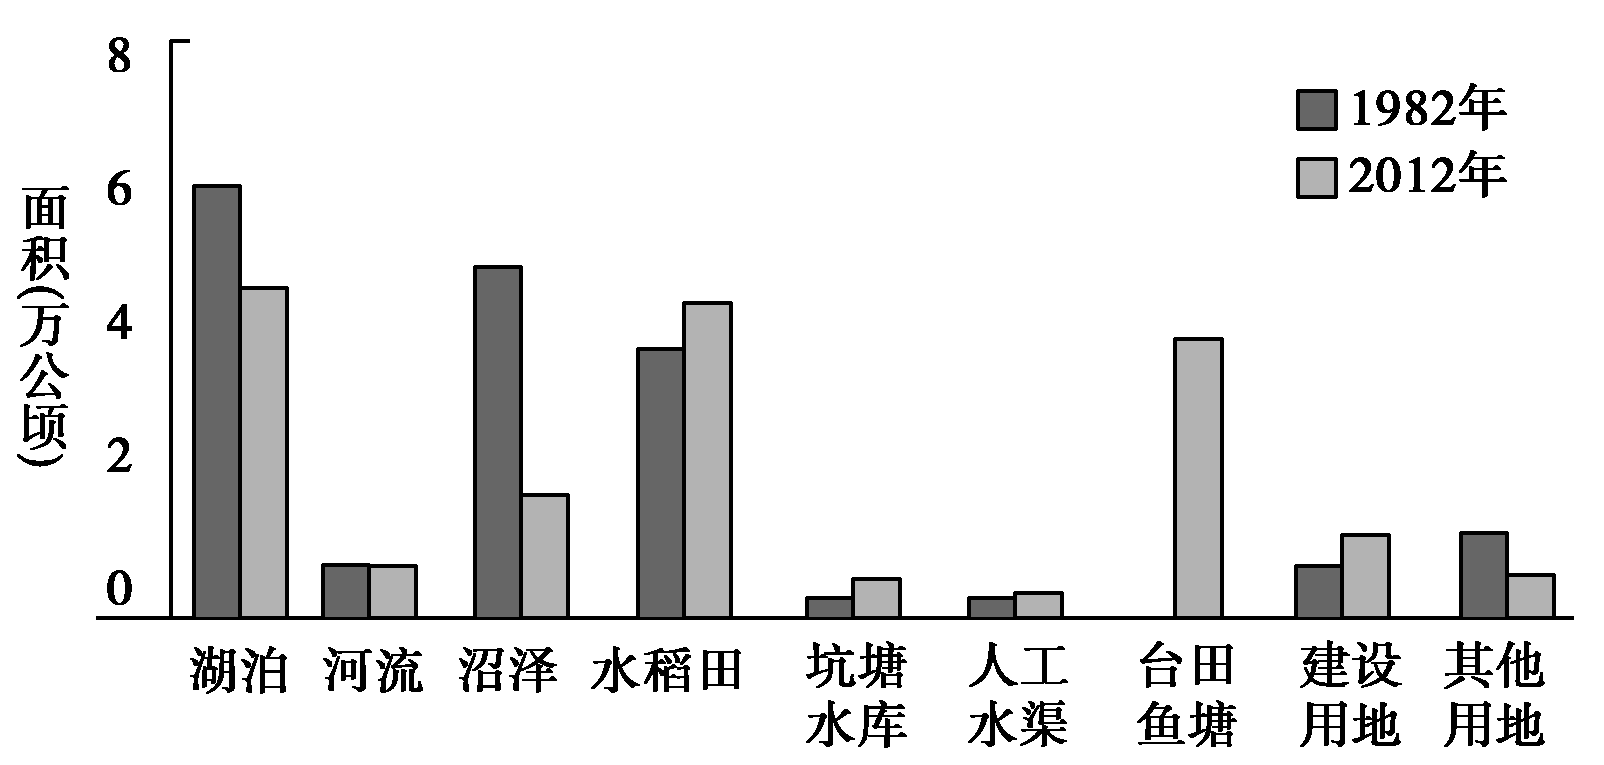 面积(万公顷)
8
6
4
2
0
1982年
2012年
湖泊
河流
沼泽
水稻田
坑塘
水库
人工
水渠
台田
鱼塘
建设
用地
其他
用地